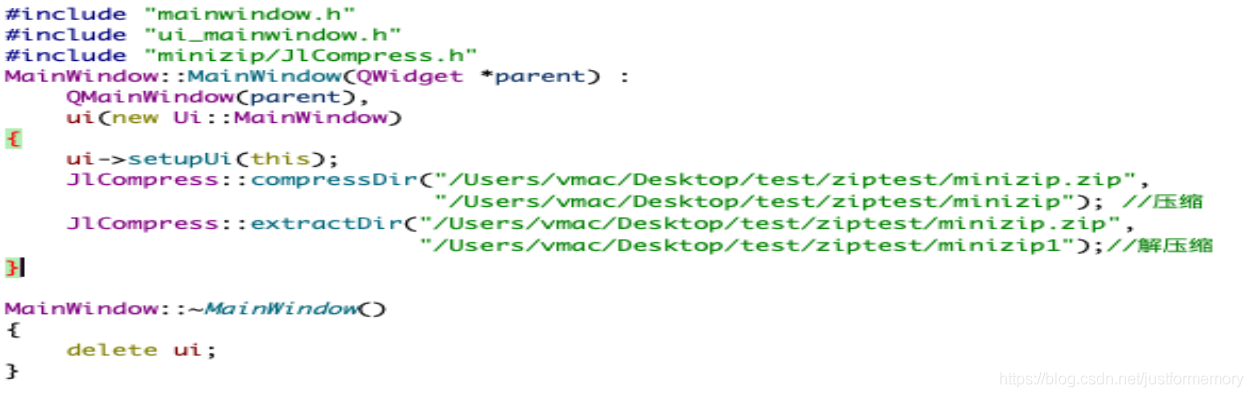 #include "mainwindow.h"
#include "ui_mainwindow.h"
#include "minizip/JlCompress.h"
MainWindow::MainWindow(QWidget *parent) :
    QMainWindow(parent),
    ui(new Ui::MainWindow)
{
    ui->setupUi(this);
    JlCompress::compressDir("/Users/vmac/Desktop/test/ziptest/minizip.zip",
                            "/Users/vmac/Desktop/test/ziptest/minizip"); //压缩
    JlCompress::extractDir("/Users/vmac/Desktop/test/ziptest/minizip.zip",
                           "/Users/vmac/Desktop/test/ziptest/minizip1");//解压缩
}
MainWindow::~MainWindow()
{
    delete ui;
}
https://blog.csdn.net/justformemory